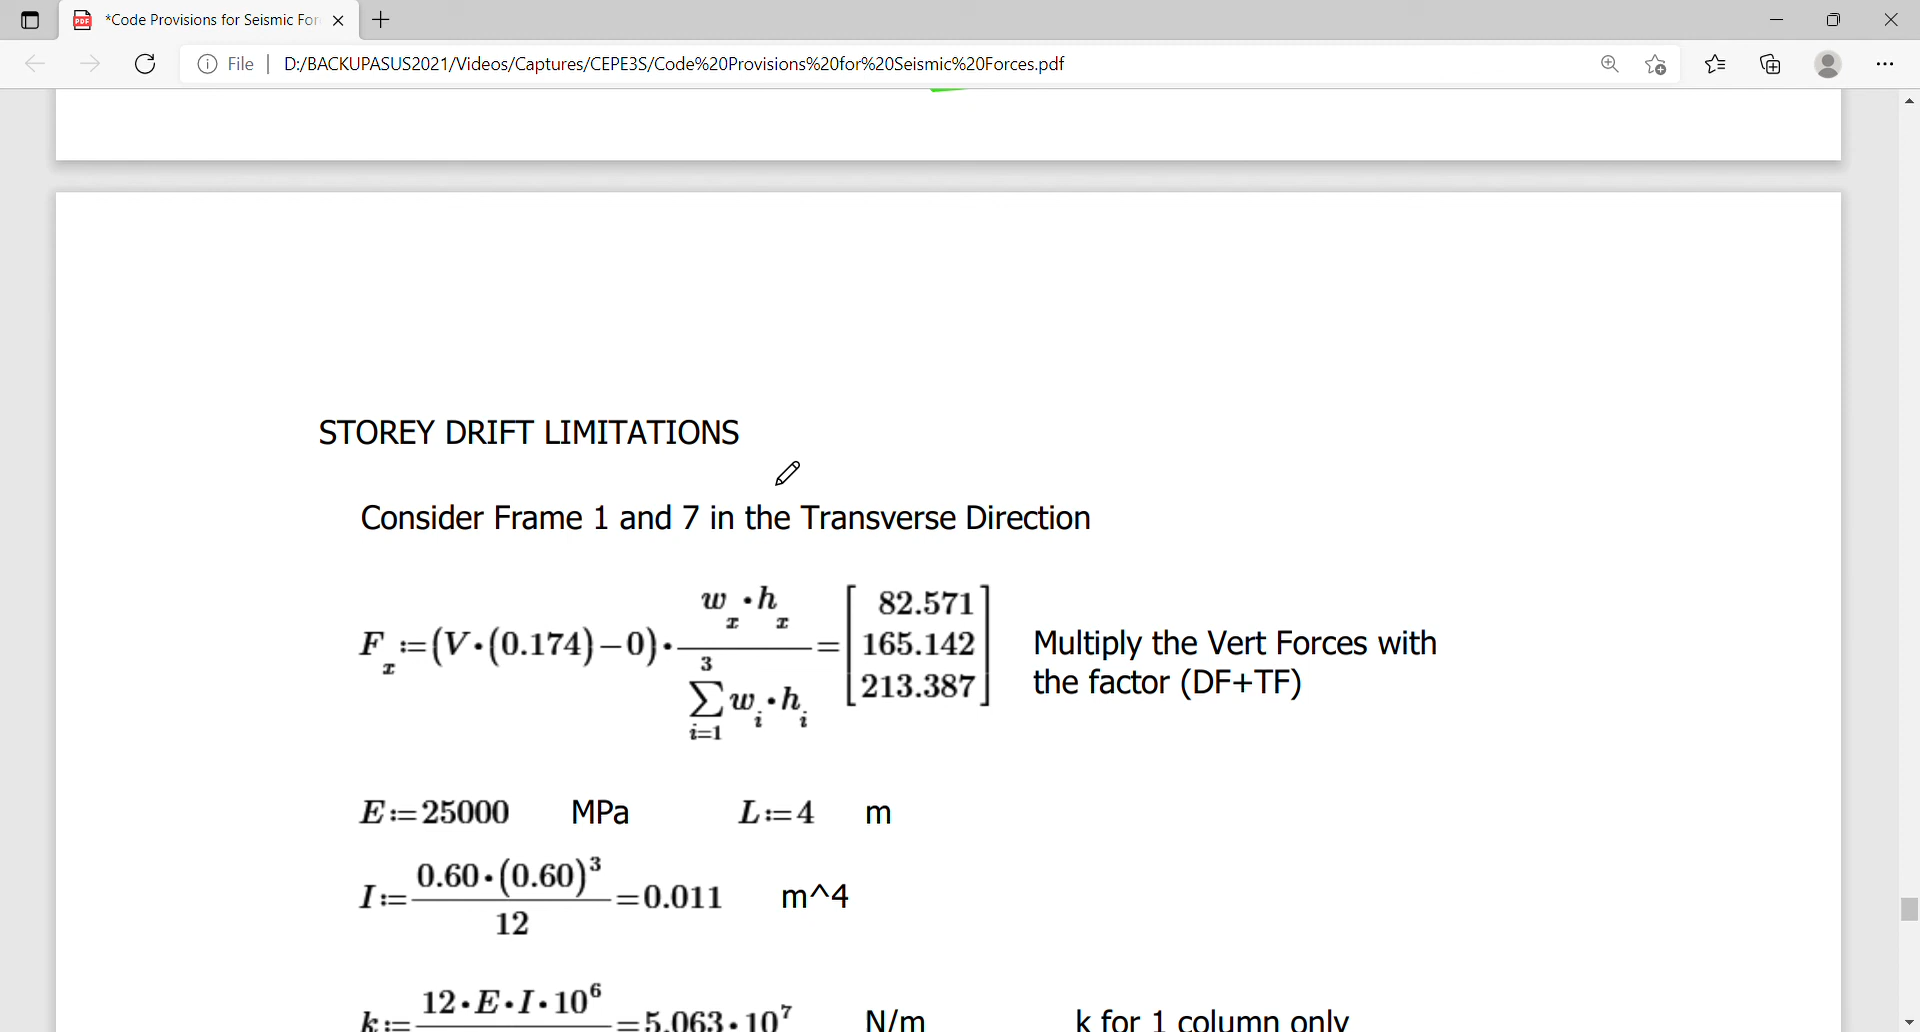 *Code Provisions for Seismic For
File D:/BACKUPASUS2021/Videos/Captures/CEPE3S/Code%20Provisions%20for%20Seismic%20Forces.pdf
STOREY DRIFT LIMITATIONS
Consider Frame 1 and 7 in the Transverse Direction
F_x := (V⋅(0.174)−0)⋅ (w_x⋅h_x) / (∑_{i=1}^{3} w_i⋅h_i) = [82.571 165.142 213.387] Multiply the Vert Forces with
the factor (DF+TF)
E := 25000 MPa L := 4 m
I := 0.60⋅(0.60)^3 / 12 = 0.011 m^4
k := 12⋅E⋅I⋅10^6 = 5.063⋅10^7 N/m k for 1 column only